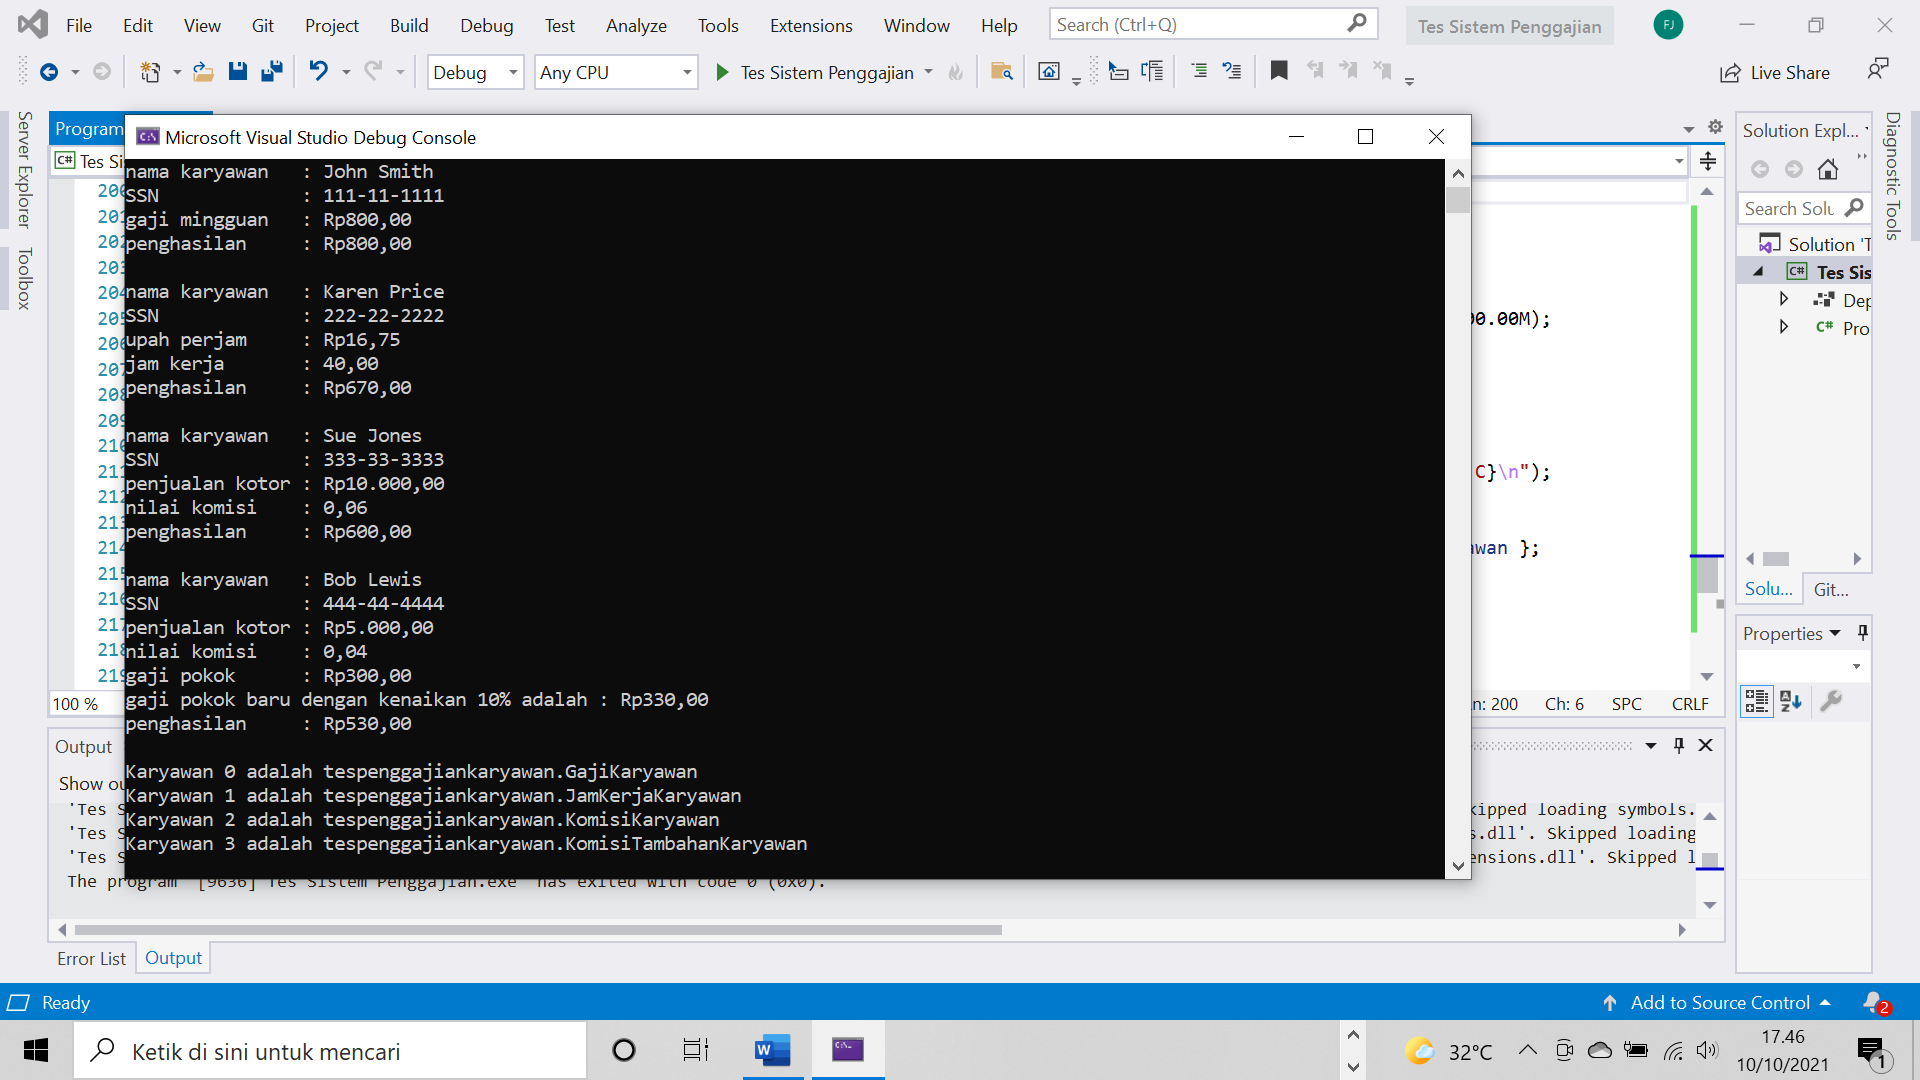 File Edit View Git Project Build Debug Test Analyze Tools Extensions Window Help Search (Ctrl+Q) Tes Sistem Penggajian FJ
Debug Any CPU Tes Sistem Penggajian Live Share
Server Explorer
Toolbox
Program
Microsoft Visual Studio Debug Console
Tes Si
nama karyawan : John Smith
SSN : 111-11-1111
gaji mingguan : Rp800,00
penghasilan : Rp800,00
nama karyawan : Karen Price
SSN : 222-22-2222
upah perjam : Rp16,75
jam kerja : 40,00
penghasilan : Rp670,00
nama karyawan : Sue Jones
SSN : 333-33-3333
penjualan kotor : Rp10.000,00
nilai komisi : 0,06
penghasilan : Rp600,00
nama karyawan : Bob Lewis
SSN : 444-44-4444
penjualan kotor : Rp5.000,00
nilai komisi : 0,04
gaji pokok : Rp300,00
gaji pokok baru dengan kenaikan 10% adalah : Rp330,00
penghasilan : Rp530,00
Karyawan 0 adalah tespenggajiankaryawan.GajiKaryawan
Karyawan 1 adalah tespenggajiankaryawan.JamKerjaKaryawan
Karyawan 2 adalah tespenggajiankaryawan.KomisiKaryawan
Karyawan 3 adalah tespenggajiankaryawan.KomisiTambahanKaryawan
200
201
202
203
204
205
206
207
208
209
210
211
212
213
214
215
216
217
218
219
00.00M);
C}\n");
awan };
100 %
n: 200 Ch: 6 SPC CRLF
Output
Show ou
'Tes S
kipped loading symbols.
'Tes S
s.dll'. Skipped loading
'Tes S
ensions.dll'. Skipped l
The program '[9636] Tes Sistem Penggajian.exe' has exited with code 0 (0x0).
Error List Output
Solution Expl...
Search Solu
Solution 'T
C# Tes Sis
Dep
C# Pro
Solu... Git...
Properties
Diagnostic Tools
Ready
Add to Source Control 2
Ketik di sini untuk mencari
32°C
17.46
10/10/2021
1